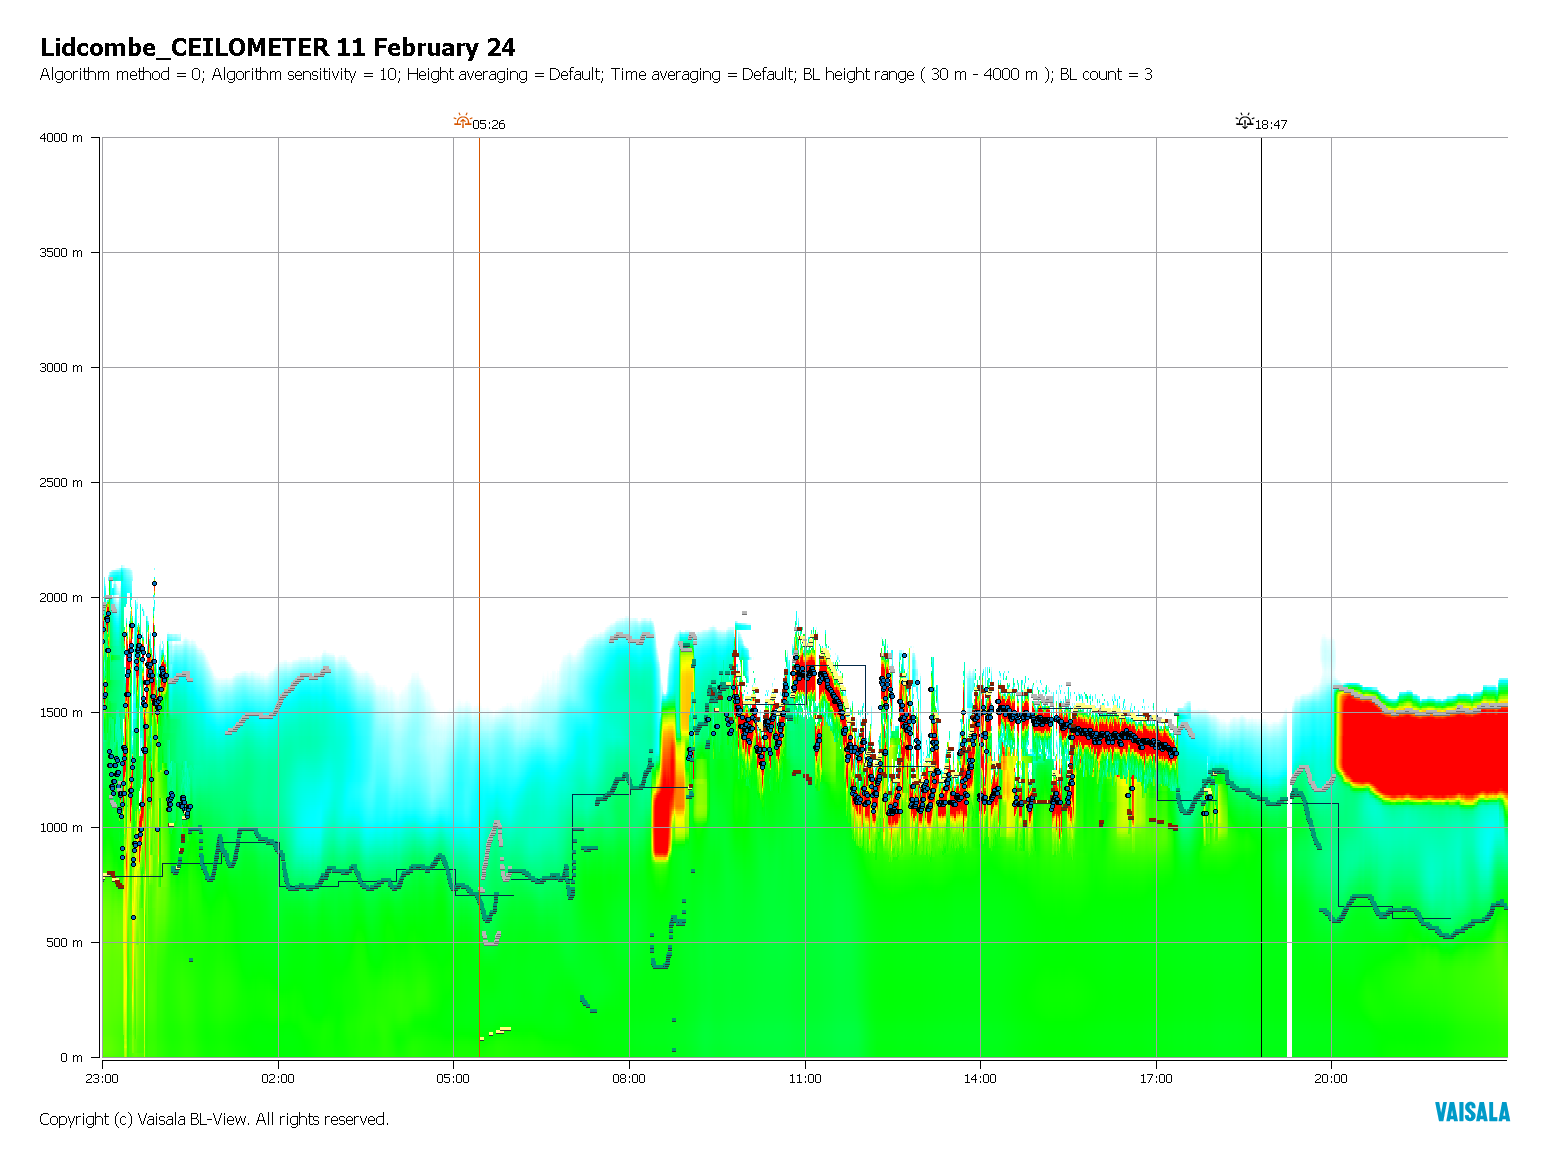 Lidcombe_CEILOMETER 11 February 24
Algorithm method = 0; Algorithm sensitivity = 10; Height averaging = Default; Time averaging = Default; BL height range ( 30 m - 4000 m ); BL count = 3
05:26
18:47
4000 m
3500 m
3000 m
2500 m
2000 m
1500 m
1000 m
500 m
0 m
23:00 02:00 05:00 08:00 11:00 14:00 17:00 20:00
Copyright (c) Vaisala BL-View. All rights reserved.
VAISALA